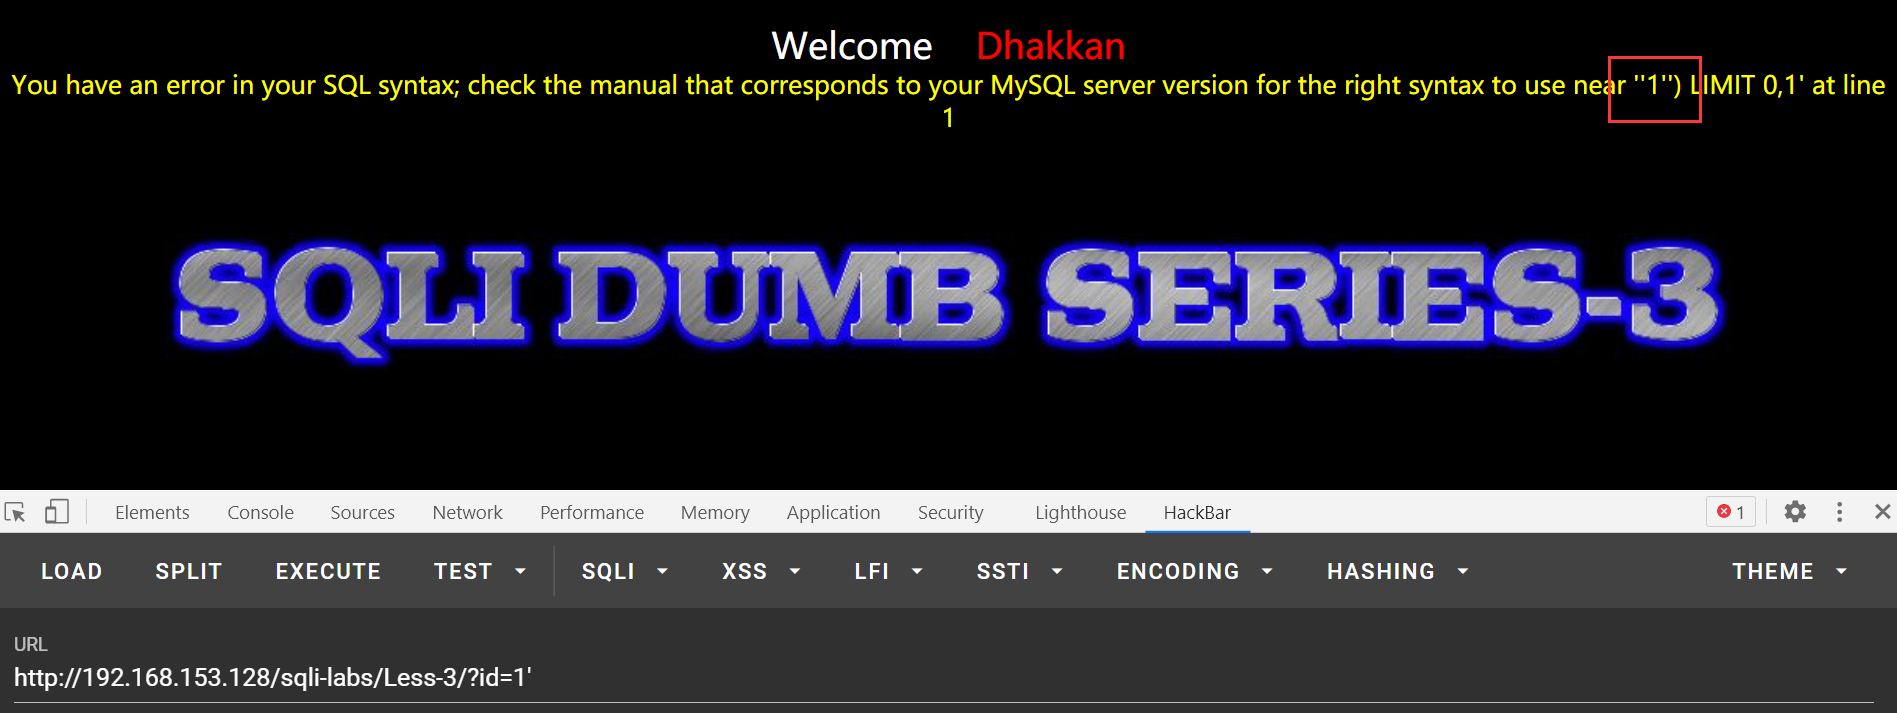 Welcome Dhakkan
You have an error in your SQL syntax; check the manual that corresponds to your MySQL server version for the right syntax to use near ''1'') LIMIT 0,1' at line
1
SQLI DUMB SERIES-3
Elements Console Sources Network Performance Memory Application Security Lighthouse HackBar 1
LOAD SPLIT EXECUTE TEST SQLI XSS LFI SSTI ENCODING HASHING THEME
URL
http://192.168.153.128/sqli-labs/Less-3/?id=1'